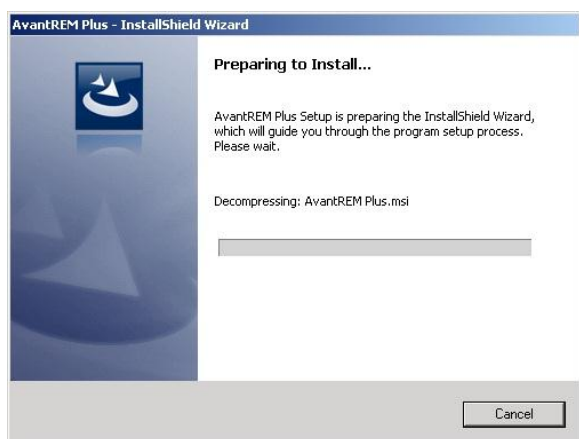 AvantREM Plus - InstallShield Wizard
Preparing to Install...
AvantREM Plus Setup is preparing the InstallShield Wizard,
which will guide you through the program setup process.
Please wait.
Decompressing: AvantREM Plus.msi
Cancel